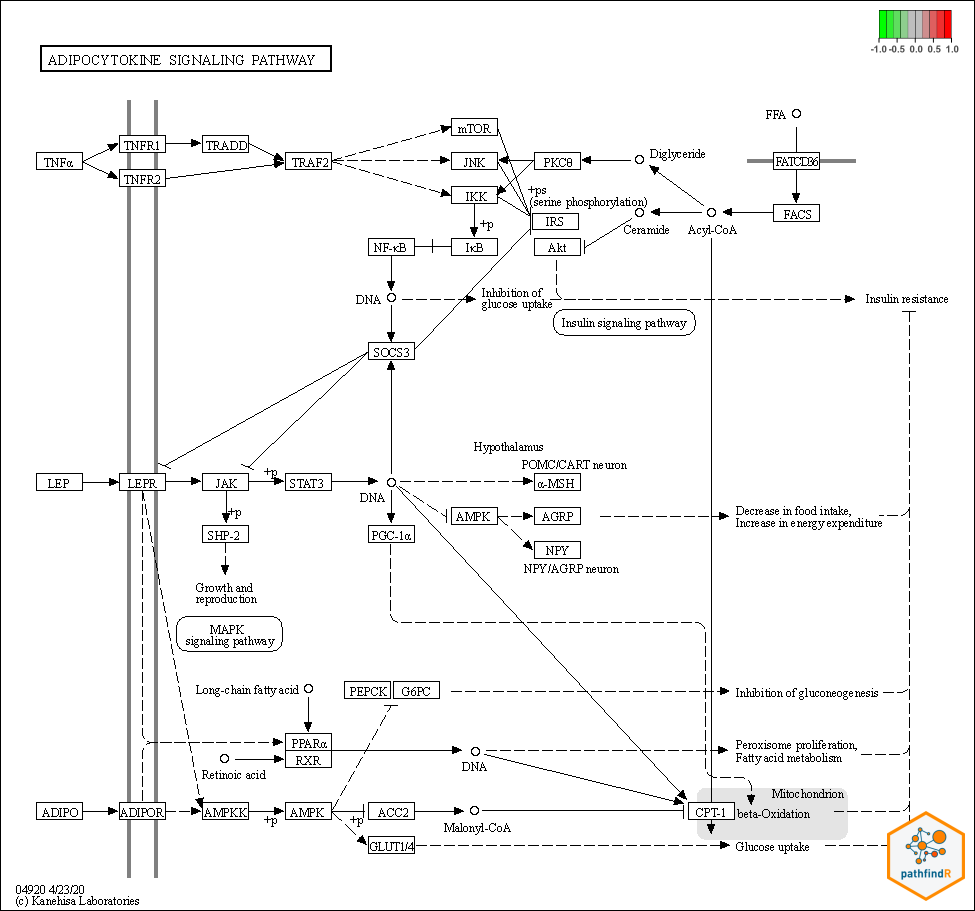 -1.0 -0.5 0.0 0.5 1.0
ADIPOCYTOKINE SIGNALING PATHWAY
FFA
mTOR
TNFR1
TRADD
TNFα
TRAF2
JNK
PKCθ
Diglyceride
FATCD36
TNFR2
IKK
+ps
(serine phosphorylation)
IRS
FACS
+p
Ceramide
Acyl-CoA
NF-κB
IκB
Akt
DNA
Inhibition of
glucose uptake
Insulin resistance
Insulin signaling pathway
SOCS3
Hypothalamus
POMC/CART neuron
+p
LEP
LEPR
JAK
STAT3
α-MSH
DNA
+p
AMPK
AGRP
Decrease in food intake,
Increase in energy expenditure
SHP-2
PGC-1α
NPY
NPY/AGRP neuron
Growth and
reproduction
MAPK
signaling pathway
Long-chain fatty acid
PEPCK
G6PC
Inhibition of gluconeogenesis
PPARα
RXR
Peroxisome proliferation,
Fatty acid metabolism
Retinoic acid
DNA
Mitochondrion
ADIPO
ADIPOR
AMPKK
AMPK
ACC2
CPT-1
beta-Oxidation
+p
+p
Malonyl-CoA
GLUT1/4
Glucose uptake
pathfindR
04920 4/23/20
(c) Kanehisa Laboratories